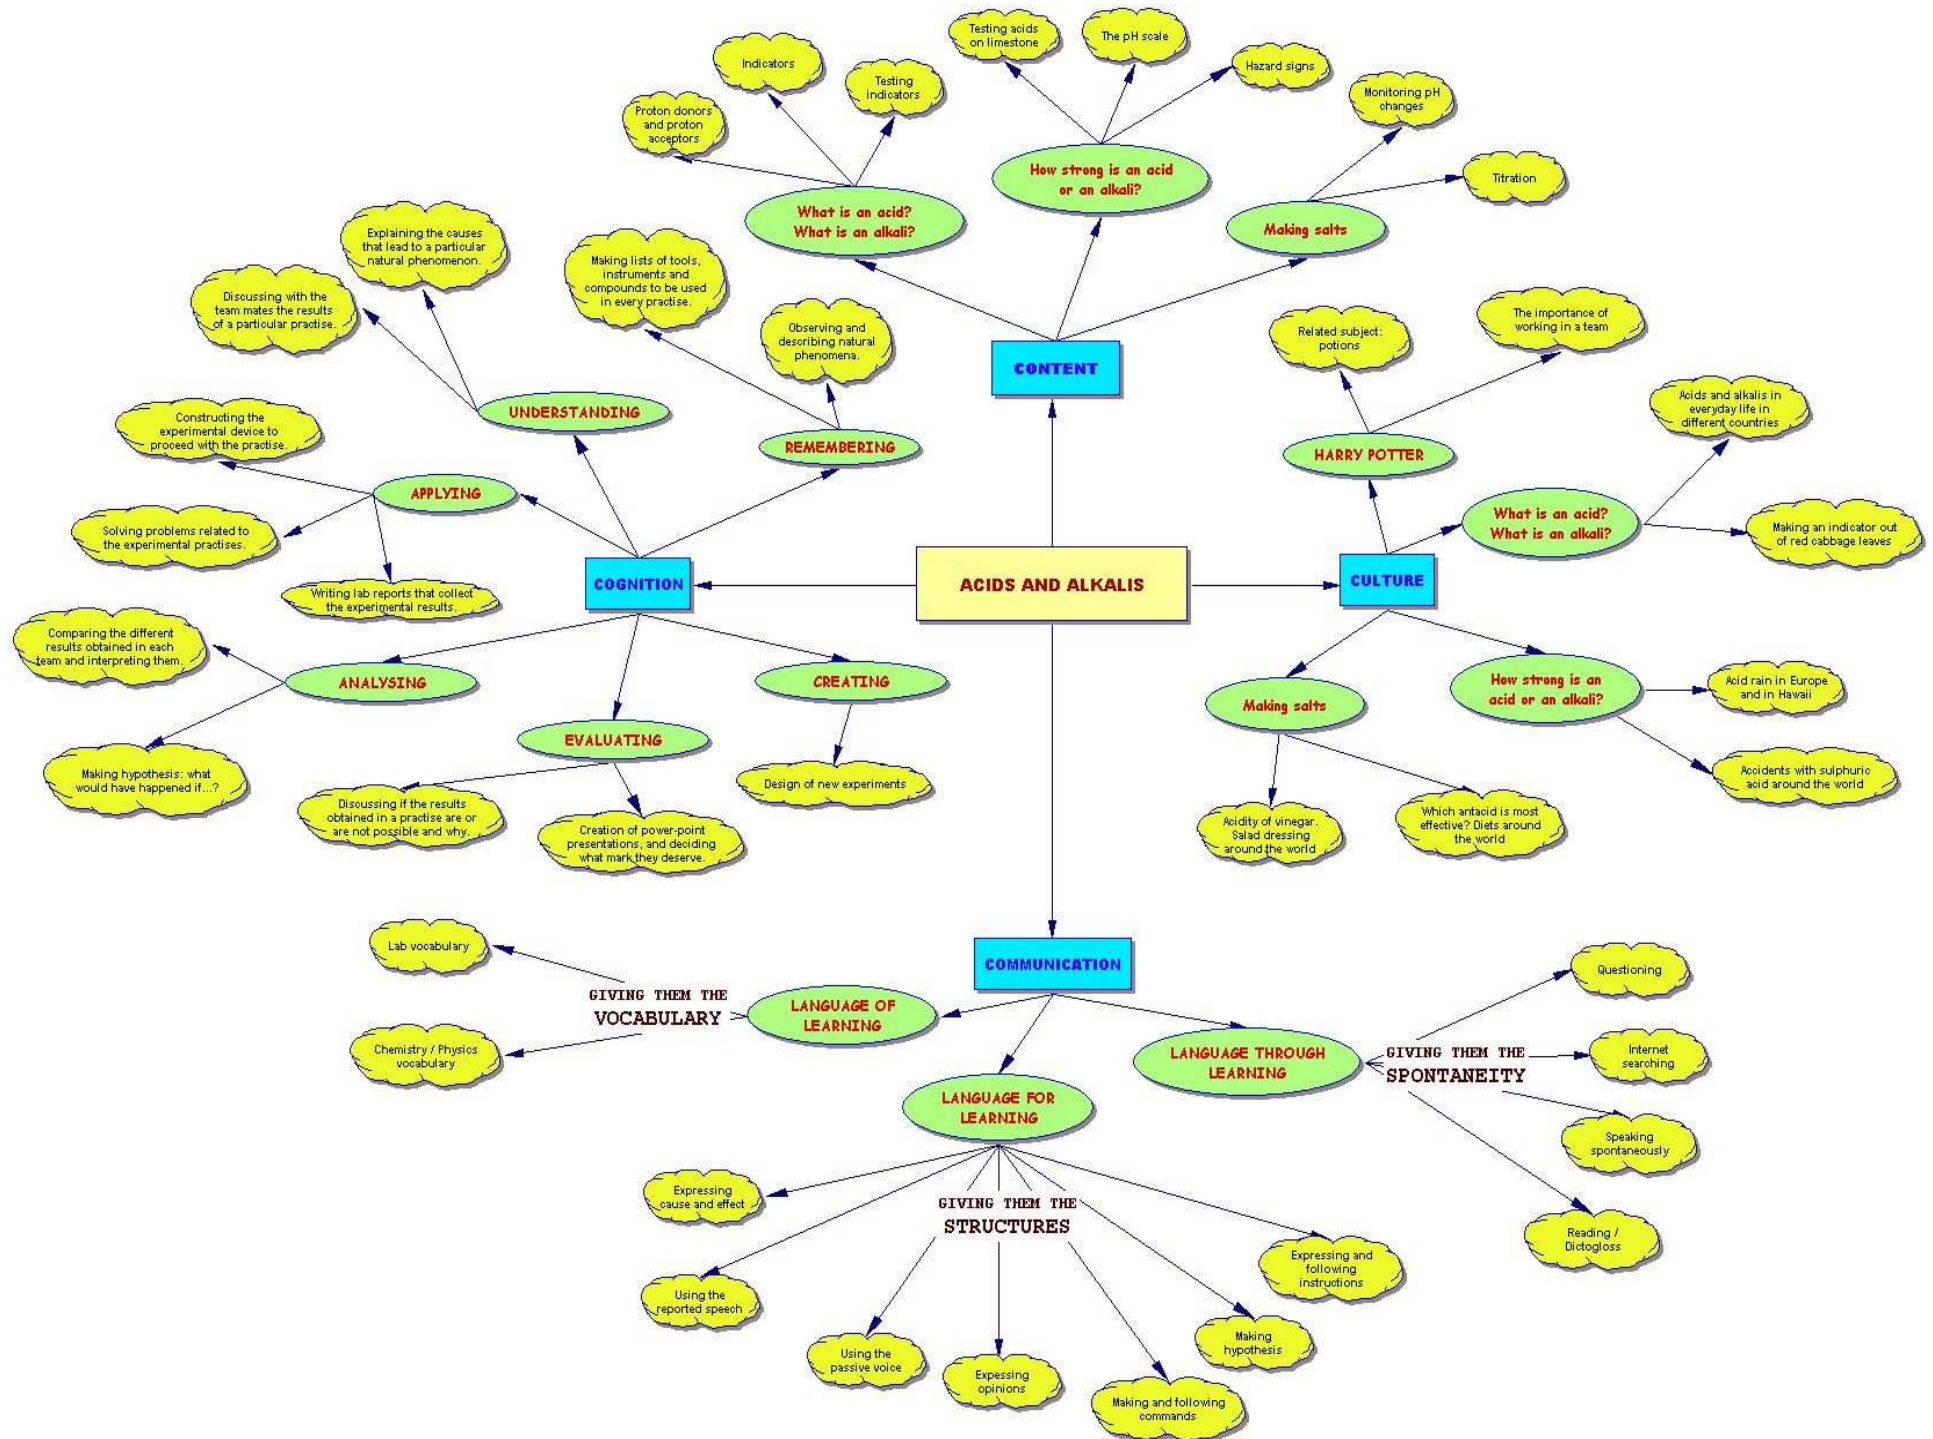 Testing acids
on limestone
The pH scale
Hazard signs
Indicators
Testing
indicators
Monitoring pH
changes
Proton donors
and proton
acceptors
How strong is an acid
or an alkali?
Titration
What is an acid?
What is an alkali?
Making salts
Explaining the causes
that lead to a particular
natural phenomenon.
Making lists of tools,
instruments and
compounds to be used
in every practise.
Discussing with the
team mates the results
of a particular practise.
Observing and
describing natural
phenomena.
CONTENT
Related subject:
potions
The importance of
working in a team
UNDERSTANDING
REMEMBERING
Constructing the
experimental device to
proceed with the practise.
APPLYING
Solving problems related to
the experimental practises.
Writing lab reports that collect
the experimental results.
HARRY POTTER
Acids and alkalis in
everyday life in
different countries
What is an acid?
What is an alkali?
Making an indicator out
of red cabbage leaves
COGNITION
ACIDS AND ALKALIS
CULTURE
Comparing the different
results obtained in each
team and interpreting them.
ANALYSING
CREATING
EVALUATING
Making hypothesis: what
would have happened if...?
Discussing if the results
obtained in a practise are or
are not possible and why.
Creation of power-point
presentations, and deciding
what mark they deserve.
Design of new experiments
Making salts
How strong is an
acid or an alkali?
Acid rain in Europe
and in Hawaii
Accidents with sulphuric
acid around the world
Acidity of vinegar.
Salad dressing
around the world
Which antacid is most
effective? Diets around
the world
COMMUNICATION
Lab vocabulary
GIVING THEM THE
VOCABULARY
LANGUAGE OF
LEARNING
Chemistry / Physics
vocabulary
LANGUAGE THROUGH
LEARNING
GIVING THEM THE
SPONTANEITY
Questioning
Internet
searching
Speaking
spontaneously
Reading /
Dictogloss
LANGUAGE FOR
LEARNING
GIVING THEM THE
STRUCTURES
Expressing
cause and effect
Using the
reported speech
Using the
passive voice
Expessing
opinions
Making and following
commands
Making
hypothesis
Expressing and
following
instructions